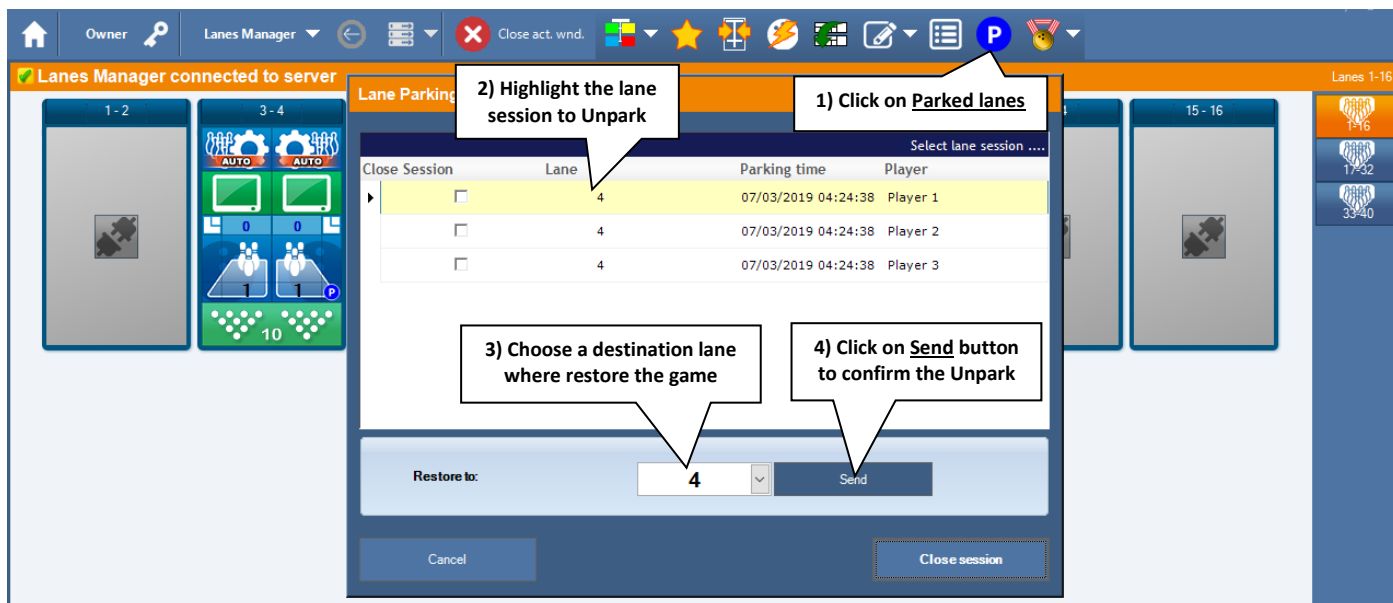 Owner
Lanes Manager
Close act. wnd.
P
Lanes Manager connected to server
Lanes 1-16
Lane Parking
2) Highlight the lane
session to Unpark
1) Click on Parked lanes
1 - 2
3 - 4
15 - 16
1-16
17-32
33-40
AUTO
AUTO
0
0
1
1
P
10
Select lane session ....
Close Session
Lane
Parking time
Player
4
07/03/2019 04:24:38
Player 1
4
07/03/2019 04:24:38
Player 2
4
07/03/2019 04:24:38
Player 3
3) Choose a destination lane
where restore the game
4) Click on Send button
to confirm the Unpark
Restore to:
4
Send
Cancel
Close session